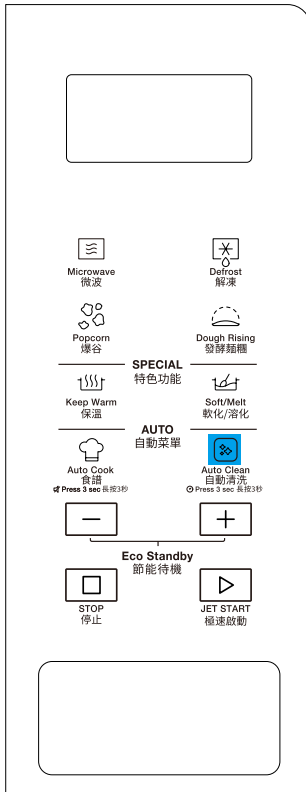 Microwave
微波
Defrost
解凍
Popcorn
爆谷
Dough Rising
發酵麵糰
SPECIAL
特色功能
Keep Warm
保溫
Soft/Melt
軟化/溶化
AUTO
自動菜單
Auto Cook
食譜
Press 3 sec 長按3秒
Auto Clean
自動清洗
Press 3 sec 長按3秒
Eco Standby
節能待機
STOP
停止
JET START
極速啟動